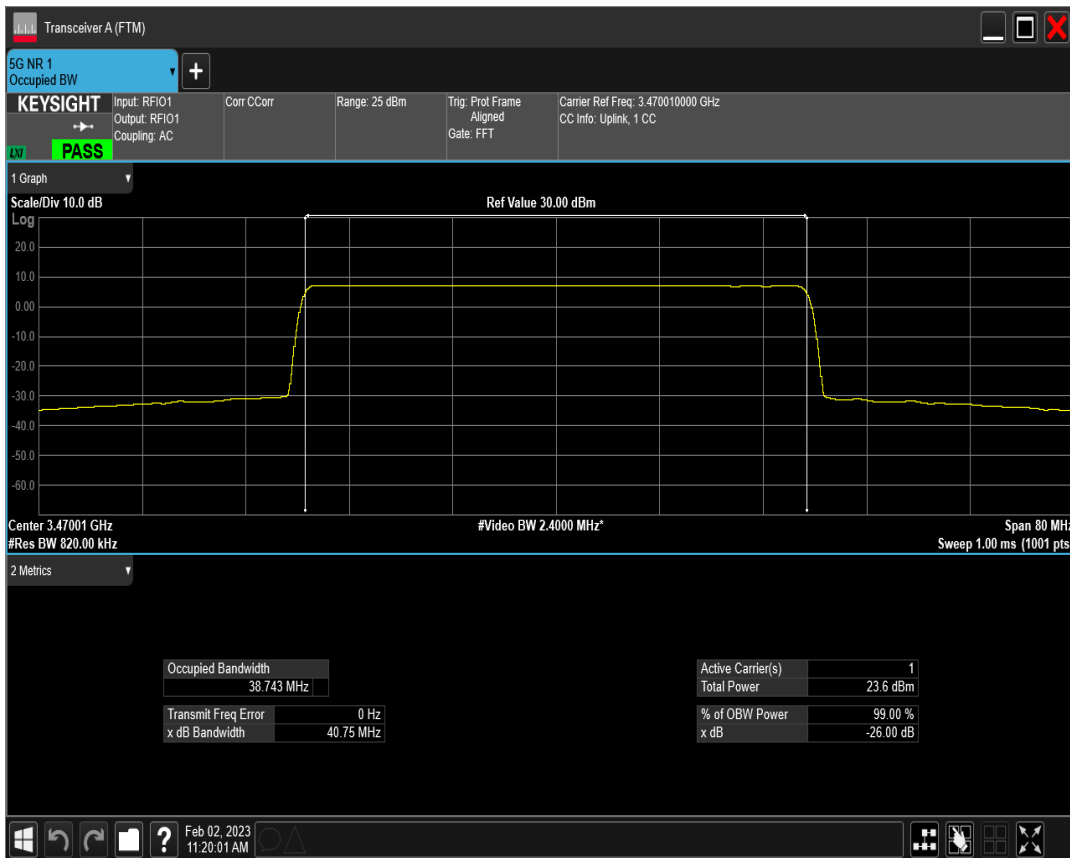 Transceiver A (FTM)
5G NR 1
Occupied BW
+
KEYSIGHT
LXI
PASS
Input: RFIO1
Output: RFIO1
Coupling: AC
Corr CCorr
Range: 25 dBm
Trig: Prot Frame
Aligned
Gate: FFT
Carrier Ref Freq: 3.470010000 GHz
CC Info: Uplink, 1 CC
1 Graph
Scale/Div 10.0 dB
Ref Value 30.00 dBm
Log
20.0
10.0
0.00
-10.0
-20.0
-30.0
-40.0
-50.0
-60.0
Center 3.47001 GHz
#Video BW 2.4000 MHz*
Span 80 MHz
#Res BW 820.00 kHz
Sweep 1.00 ms (1001 pts
2 Metrics
Occupied Bandwidth
38.743 MHz
Transmit Freq Error 0 Hz
x dB Bandwidth 40.75 MHz
Active Carrier(s) 1
Total Power 23.6 dBm
% of OBW Power 99.00 %
x dB -26.00 dB
?
Feb 02, 2023
11:20:01 AM